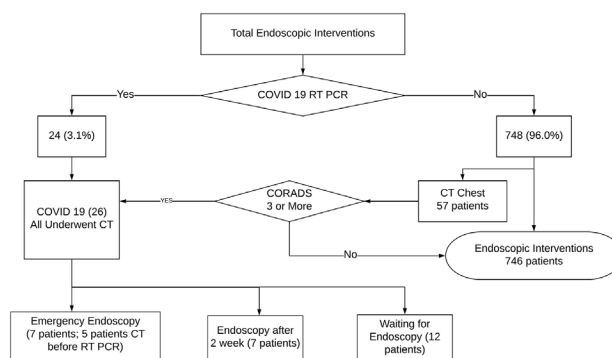 Total Endoscopic Interventions
Yes
COVID 19 RT PCR
No
24 (3.1%)
748 (96.0%)
COVID 19 (26)
All Underwent CT
YES
CORADS
3 or More
CT Chest
57 patients
No
Endoscopic Interventions
746 patients
Emergency Endoscopy
(7 patients; 5 patients CT
before RT PCR)
Endoscopy after
2 week (7 patients)
Waiting for
Endoscopy (12
patients)